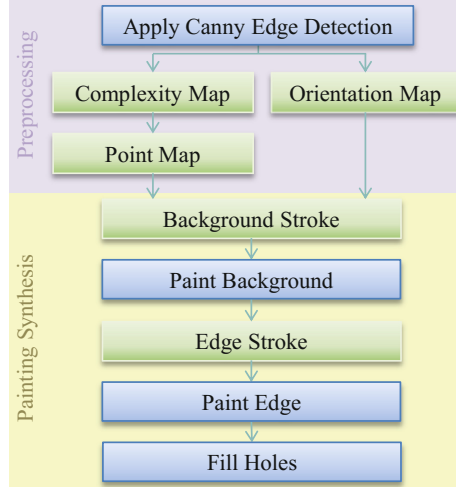 Preprocessing
Apply Canny Edge Detection
Complexity Map
Orientation Map
Point Map
Painting Synthesis
Background Stroke
Paint Background
Edge Stroke
Paint Edge
Fill Holes